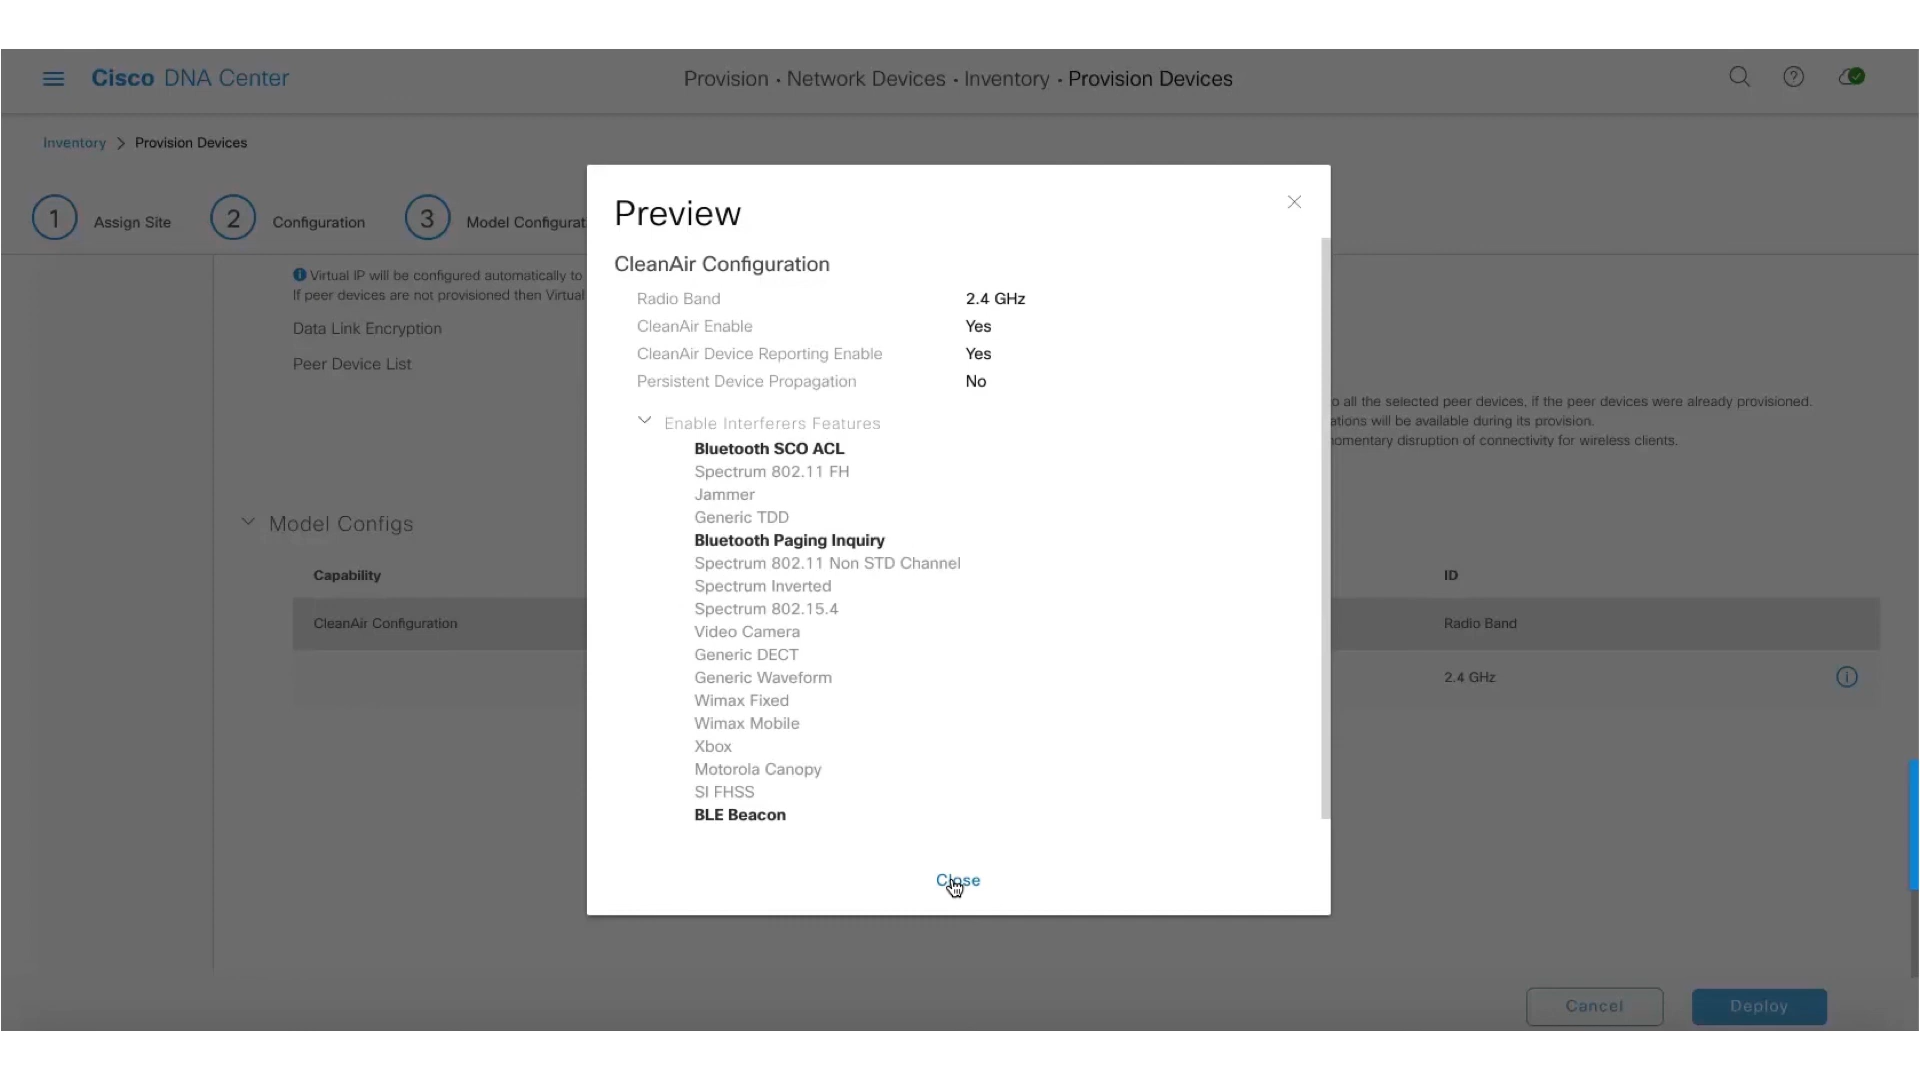 Cisco DNA Center
Provision · Network Devices · Inventory · Provision Devices
Inventory > Provision Devices
1 Assign Site
2 Configuration
3 Model Configurat
Virtual IP will be configured automatically to
If peer devices are not provisioned then Virtual
Data Link Encryption
Peer Device List
o all the selected peer devices, if the peer devices were already provisioned.
ations will be available during its provision.
omentary disruption of connectivity for wireless clients.
Model Configs
Capability
ID
CleanAir Configuration
Radio Band
2.4 GHz
Preview
CleanAir Configuration
Radio Band 2.4 GHz
CleanAir Enable Yes
CleanAir Device Reporting Enable Yes
Persistent Device Propagation No
Enable Interferers Features
Bluetooth SCO ACL
Spectrum 802.11 FH
Jammer
Generic TDD
Bluetooth Paging Inquiry
Spectrum 802.11 Non STD Channel
Spectrum Inverted
Spectrum 802.15.4
Video Camera
Generic DECT
Generic Waveform
Wimax Fixed
Wimax Mobile
Xbox
Motorola Canopy
SI FHSS
BLE Beacon
Close
Cancel
Deploy